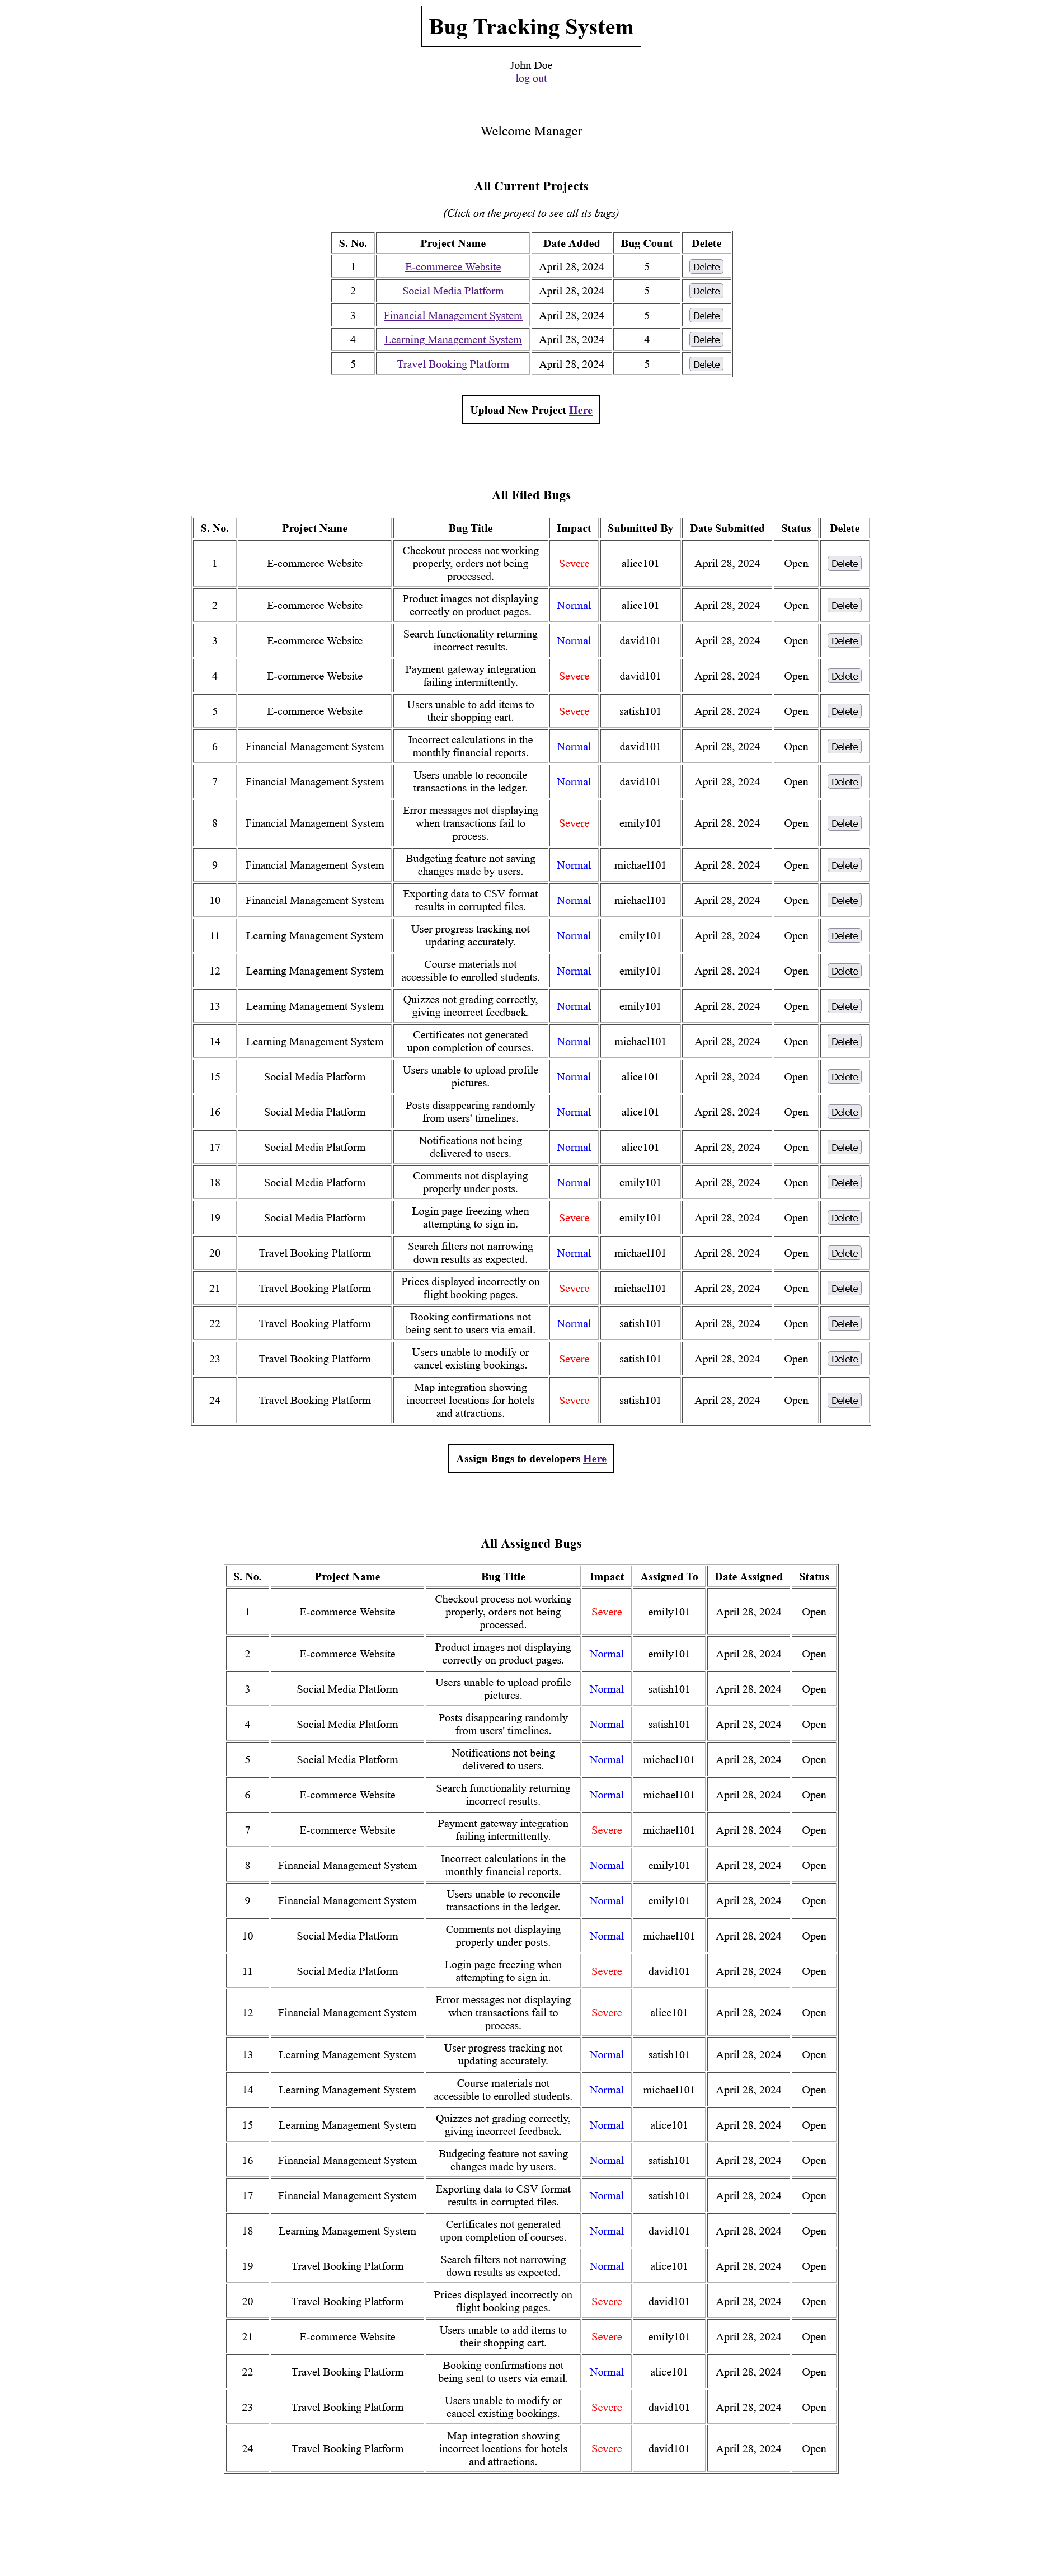 Bug Tracking System
John Doe
log out
Welcome Manager
All Current Projects
(Click on the project to see all its bugs)
S. No. Project Name Date Added Bug Count Delete
1 E-commerce Website April 28, 2024 5 Delete
2 Social Media Platform April 28, 2024 5 Delete
3 Financial Management System April 28, 2024 5 Delete
4 Learning Management System April 28, 2024 4 Delete
5 Travel Booking Platform April 28, 2024 5 Delete
Upload New Project Here
All Filed Bugs
S. No. Project Name Bug Title Impact Submitted By Date Submitted Status Delete
1 E-commerce Website Checkout process not working properly, orders not being processed. Severe alice101 April 28, 2024 Open Delete
2 E-commerce Website Product images not displaying correctly on product pages. Normal alice101 April 28, 2024 Open Delete
3 E-commerce Website Search functionality returning incorrect results. Normal david101 April 28, 2024 Open Delete
4 E-commerce Website Payment gateway integration failing intermittently. Severe david101 April 28, 2024 Open Delete
5 E-commerce Website Users unable to add items to their shopping cart. Severe satish101 April 28, 2024 Open Delete
6 Financial Management System Incorrect calculations in the monthly financial reports. Normal david101 April 28, 2024 Open Delete
7 Financial Management System Users unable to reconcile transactions in the ledger. Normal david101 April 28, 2024 Open Delete
8 Financial Management System Error messages not displaying when transactions fail to process. Severe emily101 April 28, 2024 Open Delete
9 Financial Management System Budgeting feature not saving changes made by users. Normal michael101 April 28, 2024 Open Delete
10 Financial Management System Exporting data to CSV format results in corrupted files. Normal michael101 April 28, 2024 Open Delete
11 Learning Management System User progress tracking not updating accurately. Normal emily101 April 28, 2024 Open Delete
12 Learning Management System Course materials not accessible to enrolled students. Normal emily101 April 28, 2024 Open Delete
13 Learning Management System Quizzes not grading correctly, giving incorrect feedback. Normal emily101 April 28, 2024 Open Delete
14 Learning Management System Certificates not generated upon completion of courses. Normal michael101 April 28, 2024 Open Delete
15 Social Media Platform Users unable to upload profile pictures. Normal alice101 April 28, 2024 Open Delete
16 Social Media Platform Posts disappearing randomly from users' timelines. Normal alice101 April 28, 2024 Open Delete
17 Social Media Platform Notifications not being delivered to users. Normal alice101 April 28, 2024 Open Delete
18 Social Media Platform Comments not displaying properly under posts. Normal emily101 April 28, 2024 Open Delete
19 Social Media Platform Login page freezing when attempting to sign in. Severe emily101 April 28, 2024 Open Delete
20 Travel Booking Platform Search filters not narrowing down results as expected. Normal michael101 April 28, 2024 Open Delete
21 Travel Booking Platform Prices displayed incorrectly on flight booking pages. Severe michael101 April 28, 2024 Open Delete
22 Travel Booking Platform Booking confirmations not being sent to users via email. Normal satish101 April 28, 2024 Open Delete
23 Travel Booking Platform Users unable to modify or cancel existing bookings. Severe satish101 April 28, 2024 Open Delete
24 Travel Booking Platform Map integration showing incorrect locations for hotels and attractions. Severe satish101 April 28, 2024 Open Delete
Assign Bugs to developers Here
All Assigned Bugs
S. No. Project Name Bug Title Impact Assigned To Date Assigned Status
1 E-commerce Website Checkout process not working properly, orders not being processed. Severe emily101 April 28, 2024 Open
2 E-commerce Website Product images not displaying correctly on product pages. Normal emily101 April 28, 2024 Open
3 Social Media Platform Users unable to upload profile pictures. Normal satish101 April 28, 2024 Open
4 Social Media Platform Posts disappearing randomly from users' timelines. Normal satish101 April 28, 2024 Open
5 Social Media Platform Notifications not being delivered to users. Normal michael101 April 28, 2024 Open
6 E-commerce Website Search functionality returning incorrect results. Normal michael101 April 28, 2024 Open
7 E-commerce Website Payment gateway integration failing intermittently. Severe michael101 April 28, 2024 Open
8 Financial Management System Incorrect calculations in the monthly financial reports. Normal emily101 April 28, 2024 Open
9 Financial Management System Users unable to reconcile transactions in the ledger. Normal emily101 April 28, 2024 Open
10 Social Media Platform Comments not displaying properly under posts. Normal michael101 April 28, 2024 Open
11 Social Media Platform Login page freezing when attempting to sign in. Severe david101 April 28, 2024 Open
12 Financial Management System Error messages not displaying when transactions fail to process. Severe alice101 April 28, 2024 Open
13 Learning Management System User progress tracking not updating accurately. Normal satish101 April 28, 2024 Open
14 Learning Management System Course materials not accessible to enrolled students. Normal michael101 April 28, 2024 Open
15 Learning Management System Quizzes not grading correctly, giving incorrect feedback. Normal alice101 April 28, 2024 Open
16 Financial Management System Budgeting feature not saving changes made by users. Normal satish101 April 28, 2024 Open
17 Financial Management System Exporting data to CSV format results in corrupted files. Normal satish101 April 28, 2024 Open
18 Learning Management System Certificates not generated upon completion of courses. Normal david101 April 28, 2024 Open
19 Travel Booking Platform Search filters not narrowing down results as expected. Normal alice101 April 28, 2024 Open
20 Travel Booking Platform Prices displayed incorrectly on flight booking pages. Severe david101 April 28, 2024 Open
21 E-commerce Website Users unable to add items to their shopping cart. Severe emily101 April 28, 2024 Open
22 Travel Booking Platform Booking confirmations not being sent to users via email. Normal alice101 April 28, 2024 Open
23 Travel Booking Platform Users unable to modify or cancel existing bookings. Severe david101 April 28, 2024 Open
24 Travel Booking Platform Map integration showing incorrect locations for hotels and attractions. Severe david101 April 28, 2024 Open